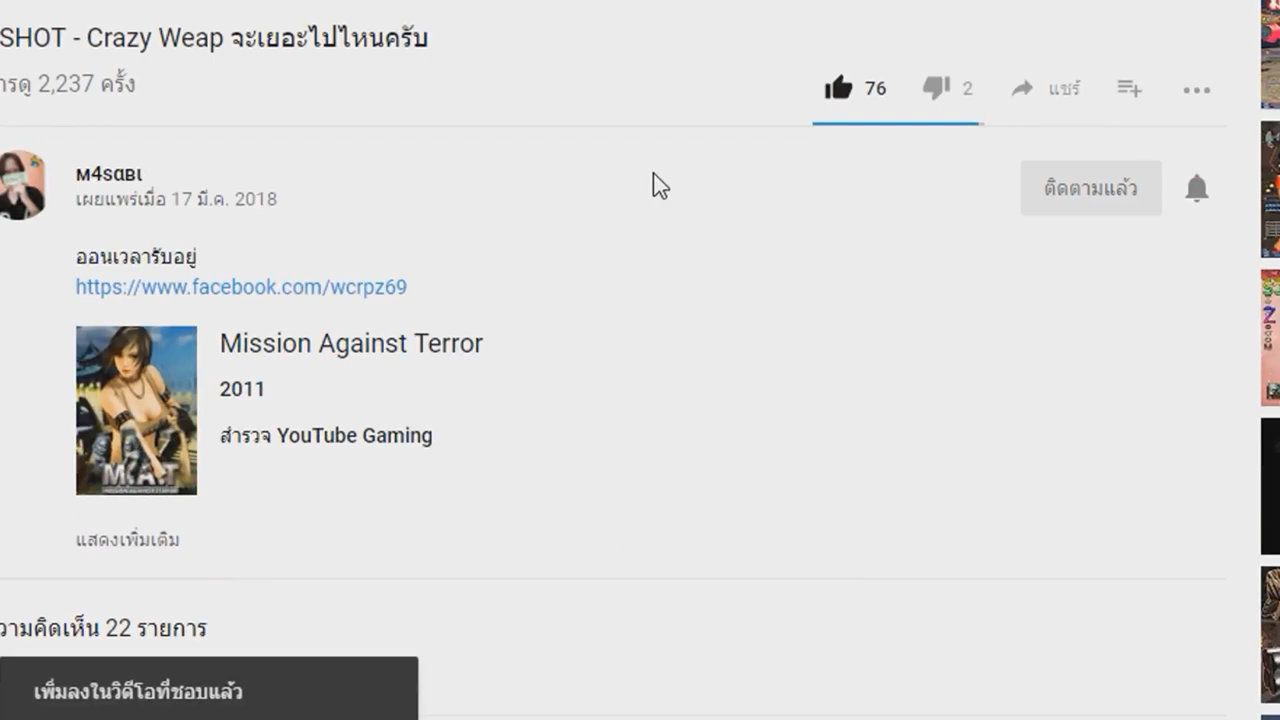 SHOT - Crazy Weap จะเยอะไปไหนครับ
ารดู 2,237 ครั้ง
76
2
แชร์
ᴍ4ѕαвι
เผยแพร่เมื่อ 17 มี.ค. 2018
ติดตามแล้ว
ออนเวลารับอยู่
https://www.facebook.com/wcrpz69
Mission Against Terror
2011
สำรวจ YouTube Gaming
M.A.T
แสดงเพิ่มเติม
วามคิดเห็น 22 รายการ
เพิ่มลงในวิดีโอที่ชอบแล้ว